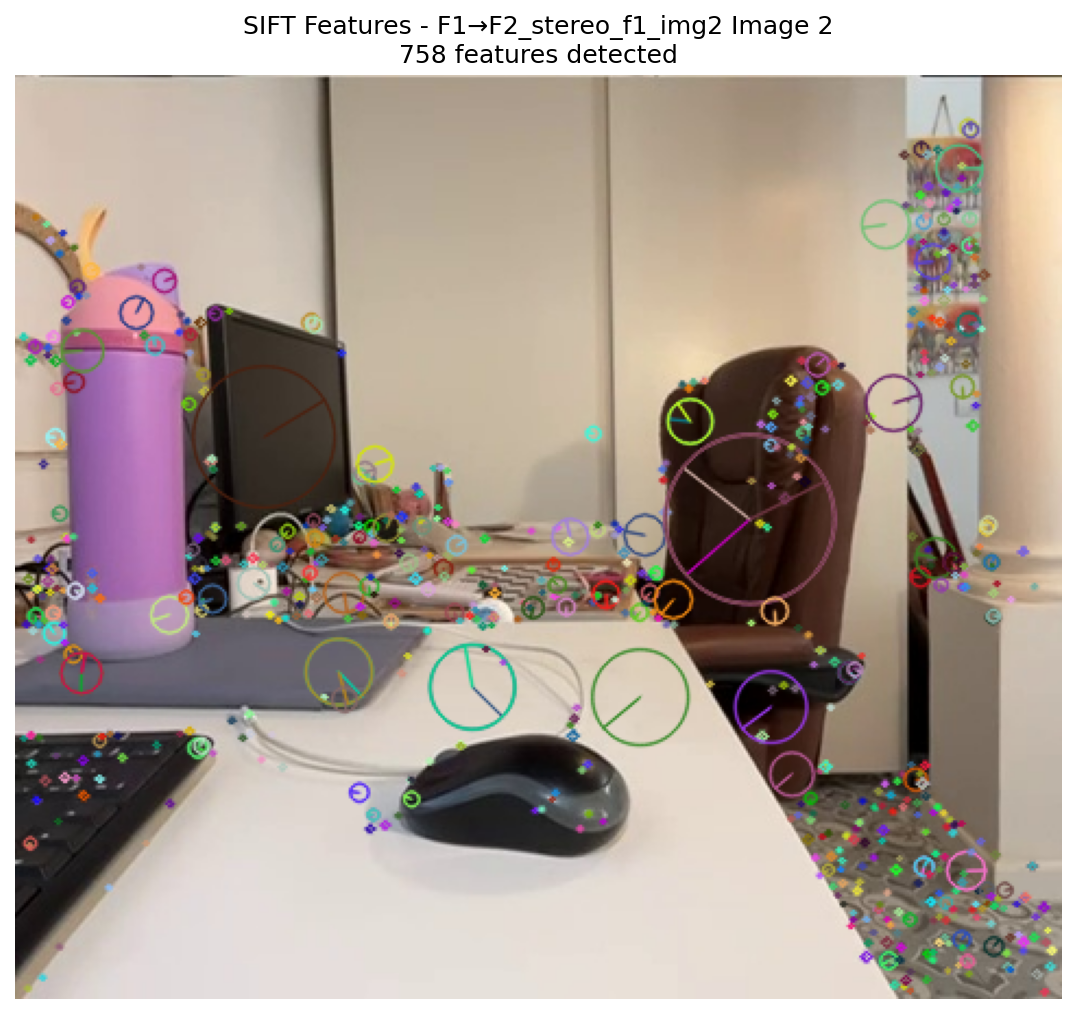 SIFT Features - F1→F2_stereo_f1_img2 Image 2
758 features detected